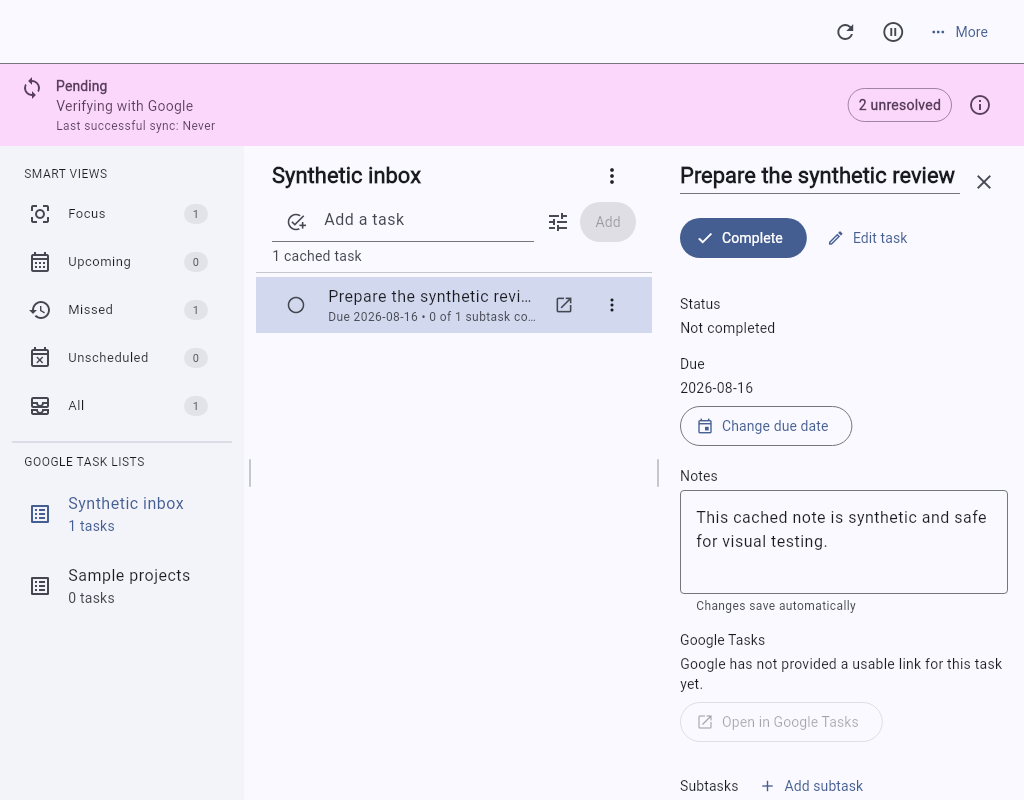 More
Pending
Verifying with Google
Last successful sync: Never
2 unresolved
SMART VIEWS
Focus
1
Upcoming
0
Missed
1
Unscheduled
0
All
1
GOOGLE TASK LISTS
Synthetic inbox
1 tasks
Sample projects
0 tasks
Synthetic inbox
Add a task
Add
1 cached task
Prepare the synthetic revi…
Due 2026-08-16 • 0 of 1 subtask co…
Prepare the synthetic review
Complete
Edit task
Status
Not completed
Due
2026-08-16
Change due date
Notes
This cached note is synthetic and safe
for visual testing.
Changes save automatically
Google Tasks
Google has not provided a usable link for this task
yet.
Open in Google Tasks
Subtasks
Add subtask